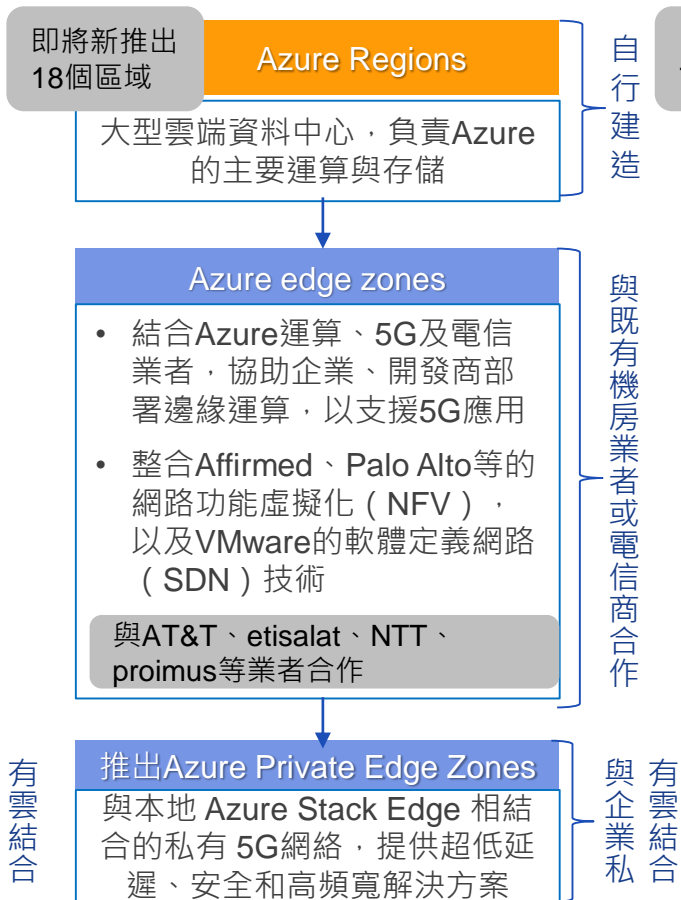 即將新推出
18個區域
Azure Regions
大型雲端資料中心，負責Azure
的主要運算與存儲
自行建造
Azure edge zones
• 結合Azure運算、5G及電信
業者，協助企業、開發商部
署邊緣運算，以支援5G應用
• 整合Affirmed、Palo Alto等的
網路功能虛擬化（NFV），
以及VMware的軟體定義網路
（SDN）技術
與AT&T、etisalat、NTT、
proimus等業者合作
與既有機房業者或電信商合作
推出Azure Private Edge Zones
與本地 Azure Stack Edge 相結
合的私有 5G網絡，提供超低延
遲、安全和高頻寬解決方案
有雲結合
與企業私
有雲結合